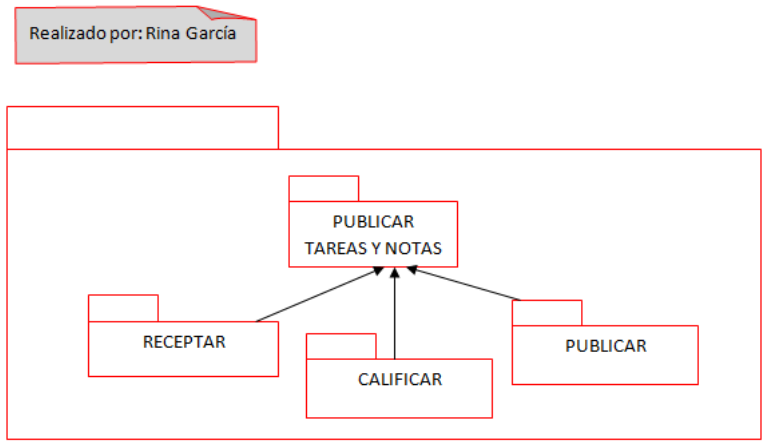 Realizado por: Rina García
PUBLICAR
TAREAS Y NOTAS
RECEPTAR
CALIFICAR
PUBLICAR